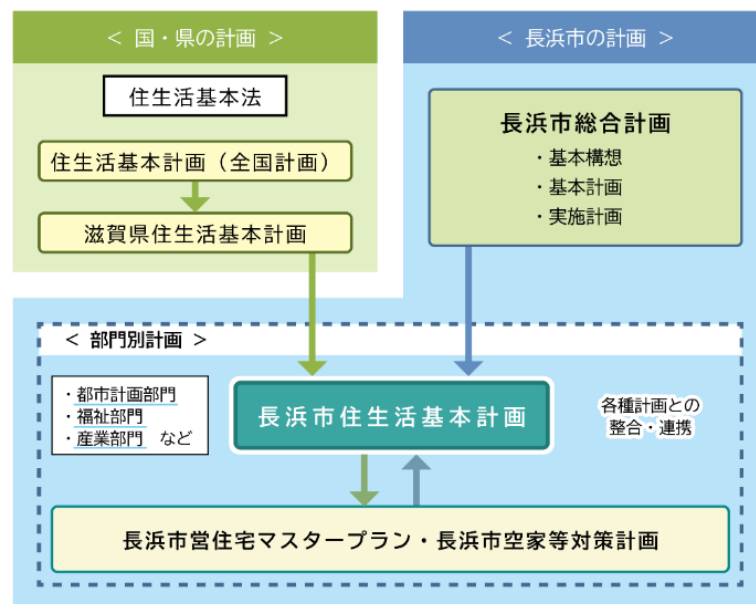 < 国・県の計画 >
住生活基本法
住生活基本計画（全国計画）
滋賀県住生活基本計画
< 長浜市の計画 >
長浜市総合計画
・基本構想
・基本計画
・実施計画
< 部門別計画 >
・都市計画部門
・福祉部門
・産業部門 など
長浜市住生活基本計画
各種計画との
整合・連携
長浜市営住宅マスタープラン・長浜市空家等対策計画